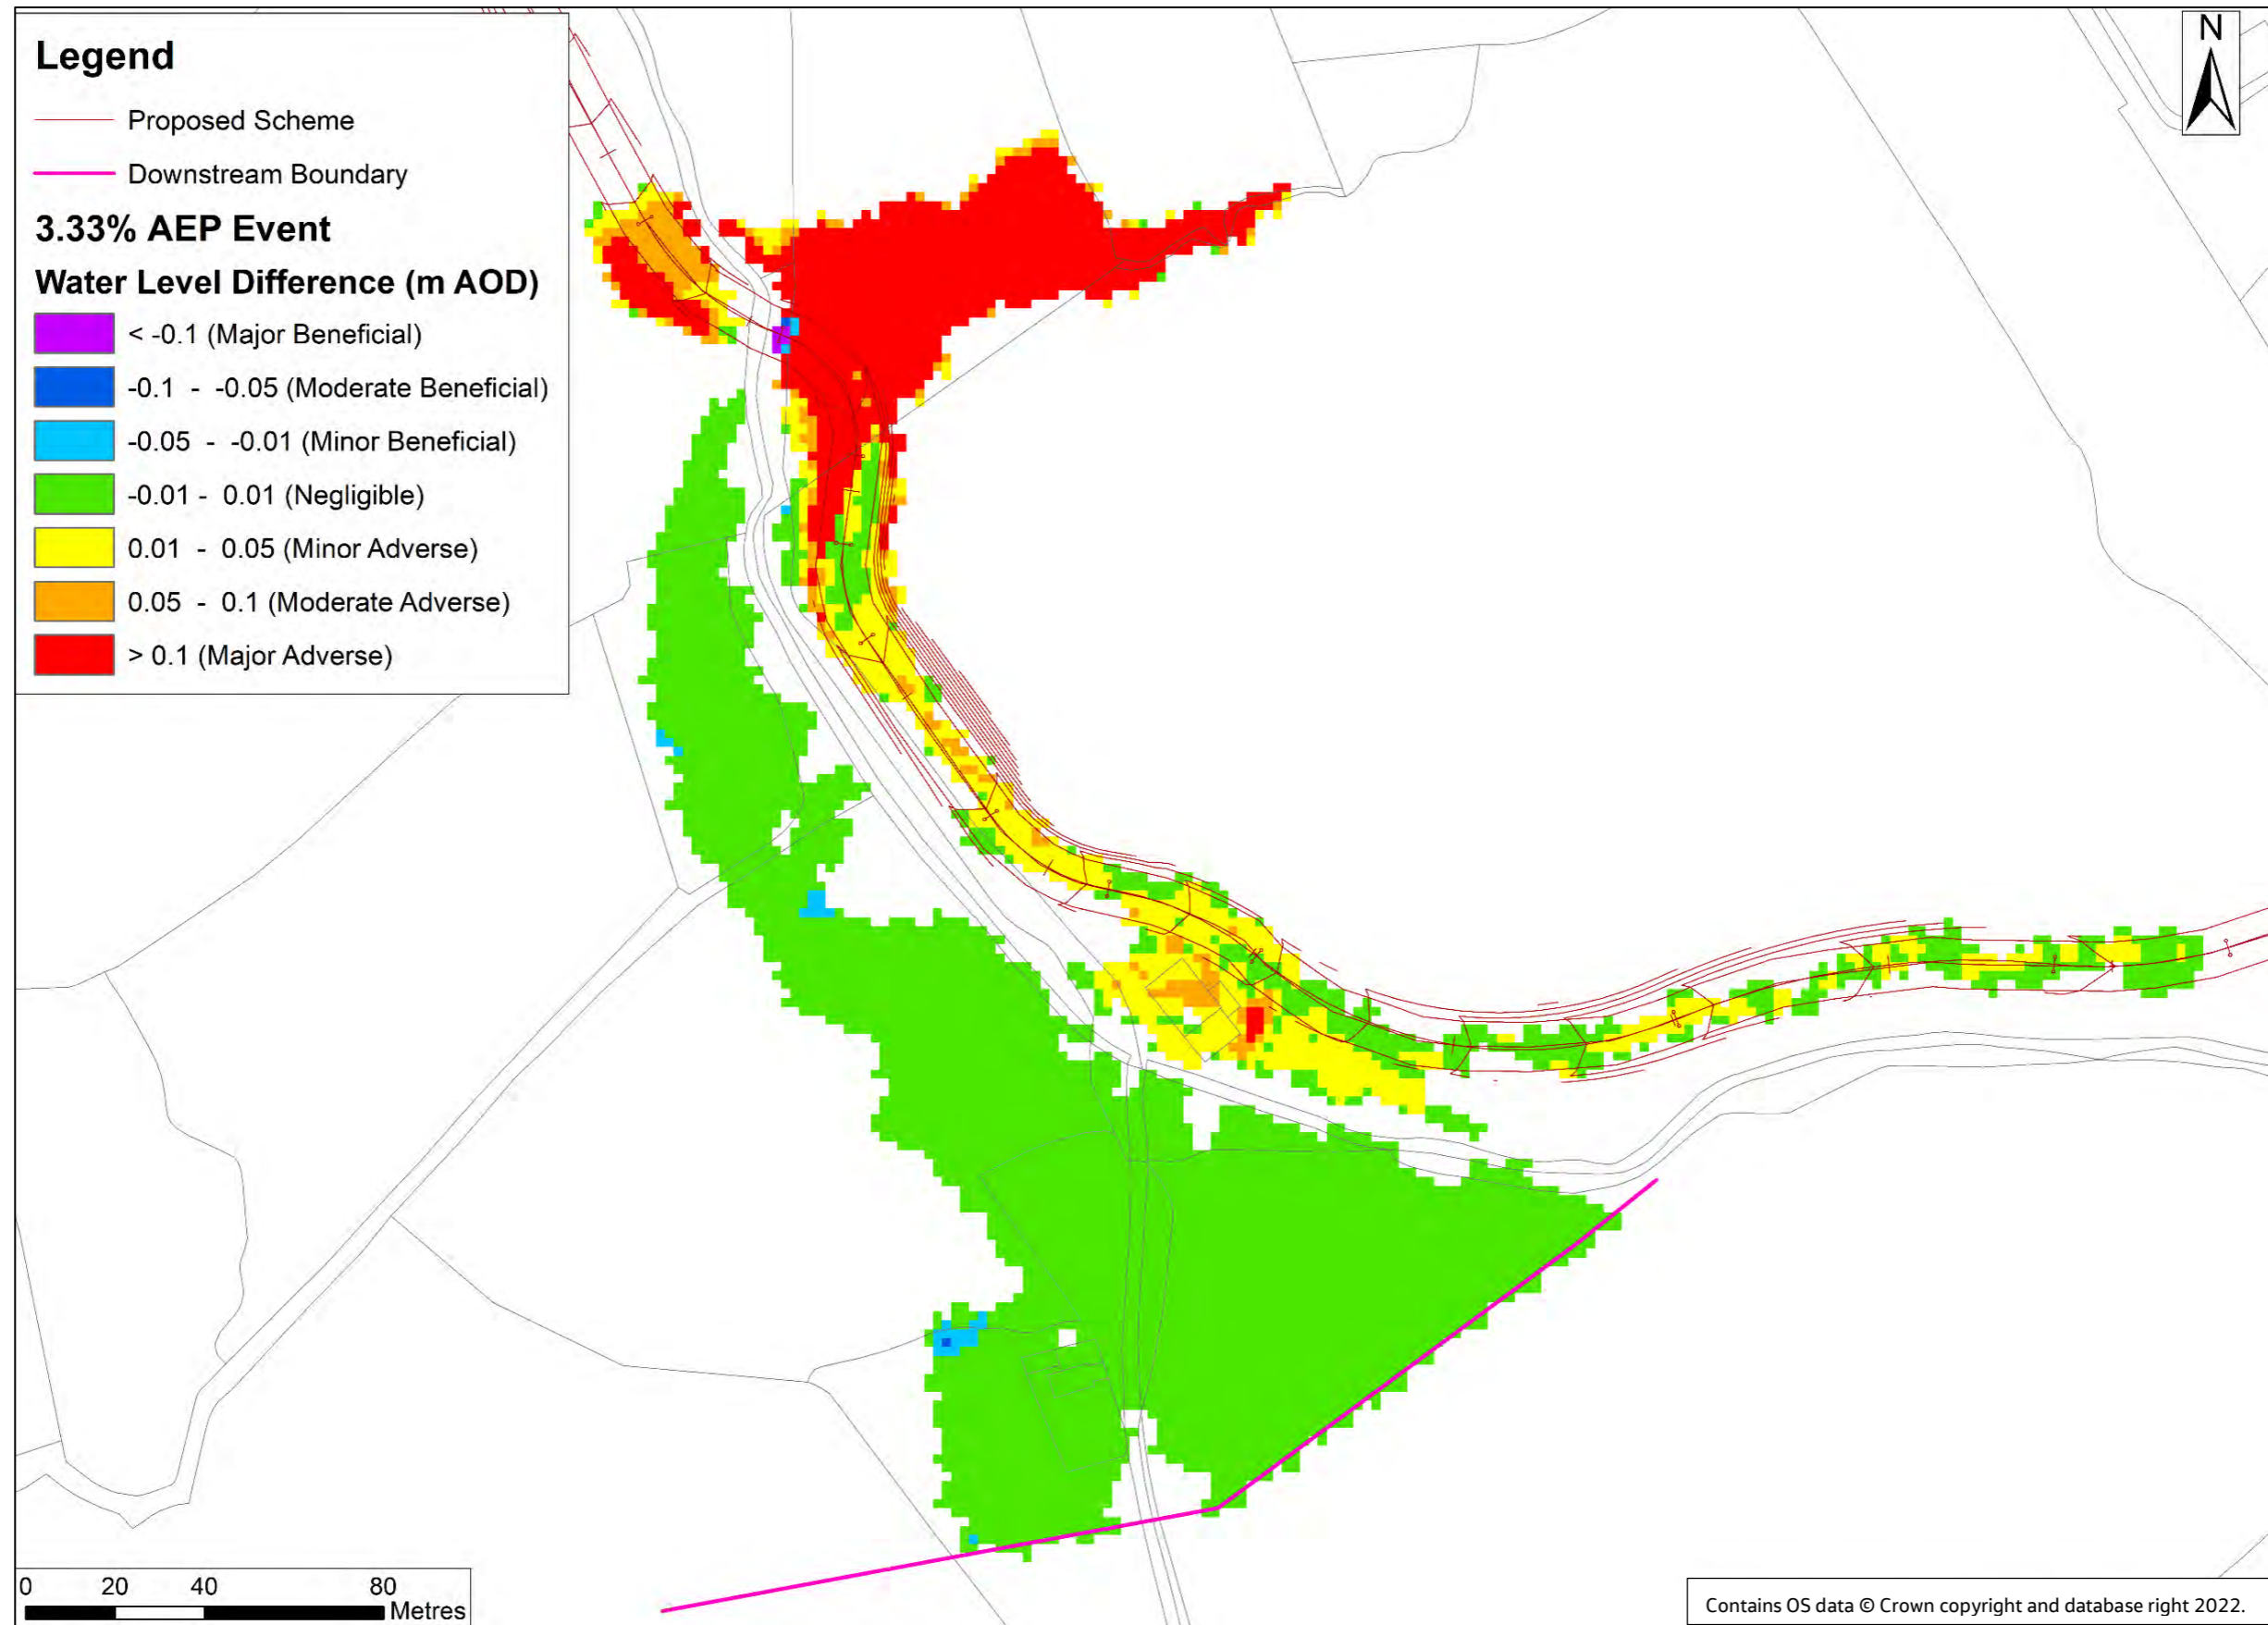 Legend
Proposed Scheme
Downstream Boundary
3.33% AEP Event
Water Level Difference (m AOD)
< -0.1 (Major Beneficial)
-0.1 - -0.05 (Moderate Beneficial)
-0.05 - -0.01 (Minor Beneficial)
-0.01 - 0.01 (Negligible)
0.01 - 0.05 (Minor Adverse)
0.05 - 0.1 (Moderate Adverse)
> 0.1 (Major Adverse)
N
0 20 40 80
Metres
Contains OS data © Crown copyright and database right 2022.